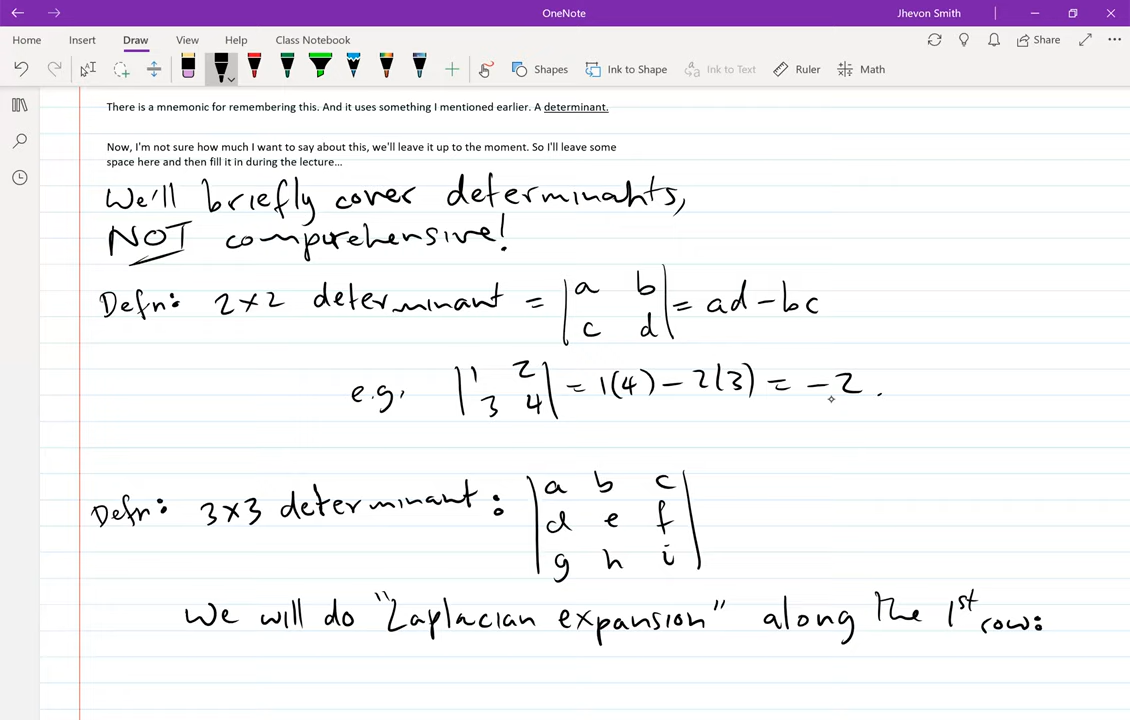 OneNote
Jhevon Smith
Home Insert Draw View Help Class Notebook
Share
Shapes Ink to Shape Ink to Text Ruler Math
There is a mnemonic for remembering this. And it uses something I mentioned earlier. A determinant.
Now, I'm not sure how much I want to say about this, we'll leave it up to the moment. So I'll leave some
space here and then fill it in during the lecture...
We'll briefly cover determinants,
NOT comprehensive!
Defn: 2×2 determinant = |a b| = ad - bc
|c d|
e.g. |1 2| = 1(4) - 2(3) = -2.
|3 4|
Defn: 3×3 determinant: |a b c|
|d e f|
|g h i|
We will do "Laplacian expansion" along the 1st row: